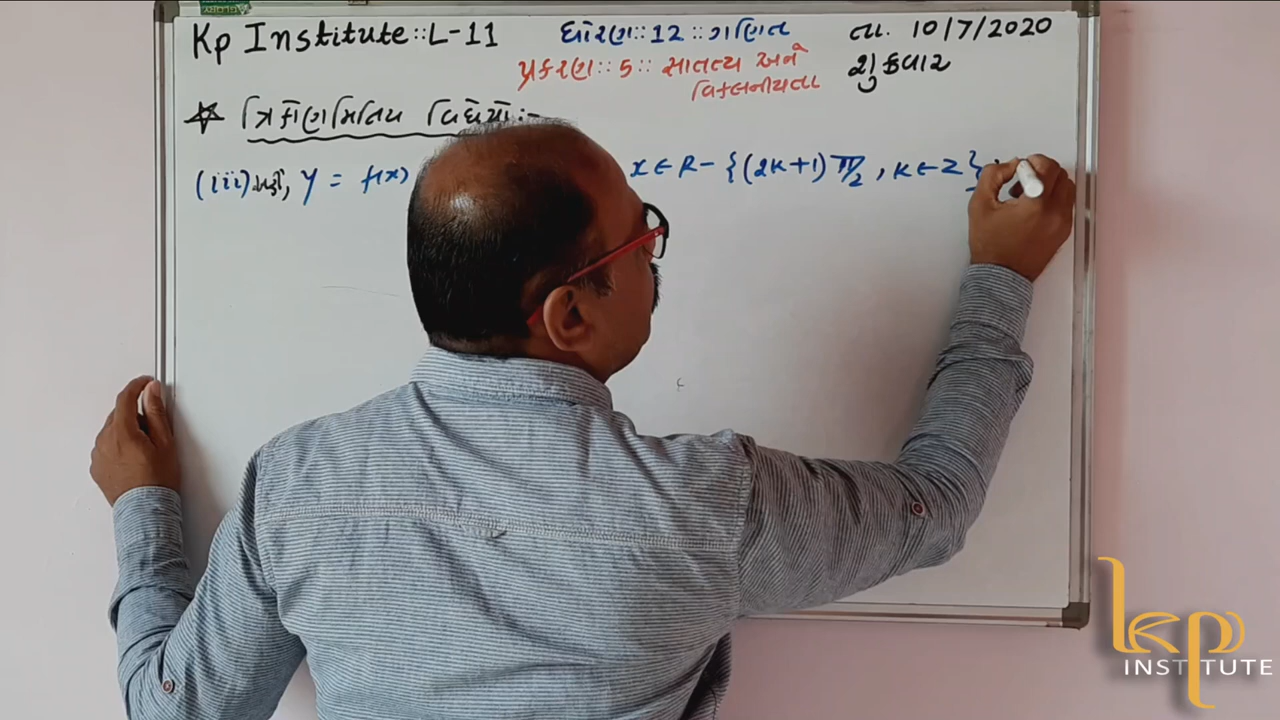 Kp Institute::L-11 ધોરણ::12::ગણિત તા. 10/7/2020
પ્રકરણ::5:: સાતત્ય અને શુક્રવાર
વિકલનીયતા
ત્રિકોણમિતિય વિધેયો:-
(iii) અહીં, y = f(x) x ∈ R - {(2k+1) π/2, k ∈ Z}
kp
INSTITUTE